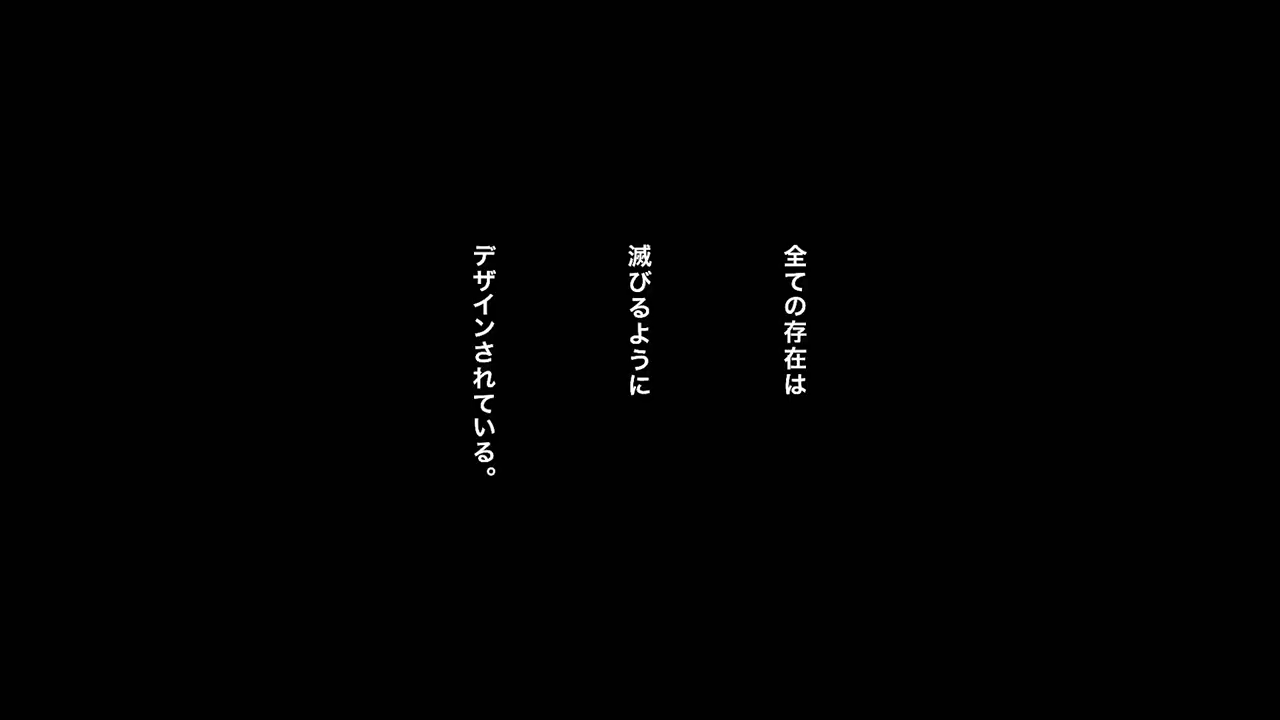 全ての存在は
滅びるように
デザインされている。